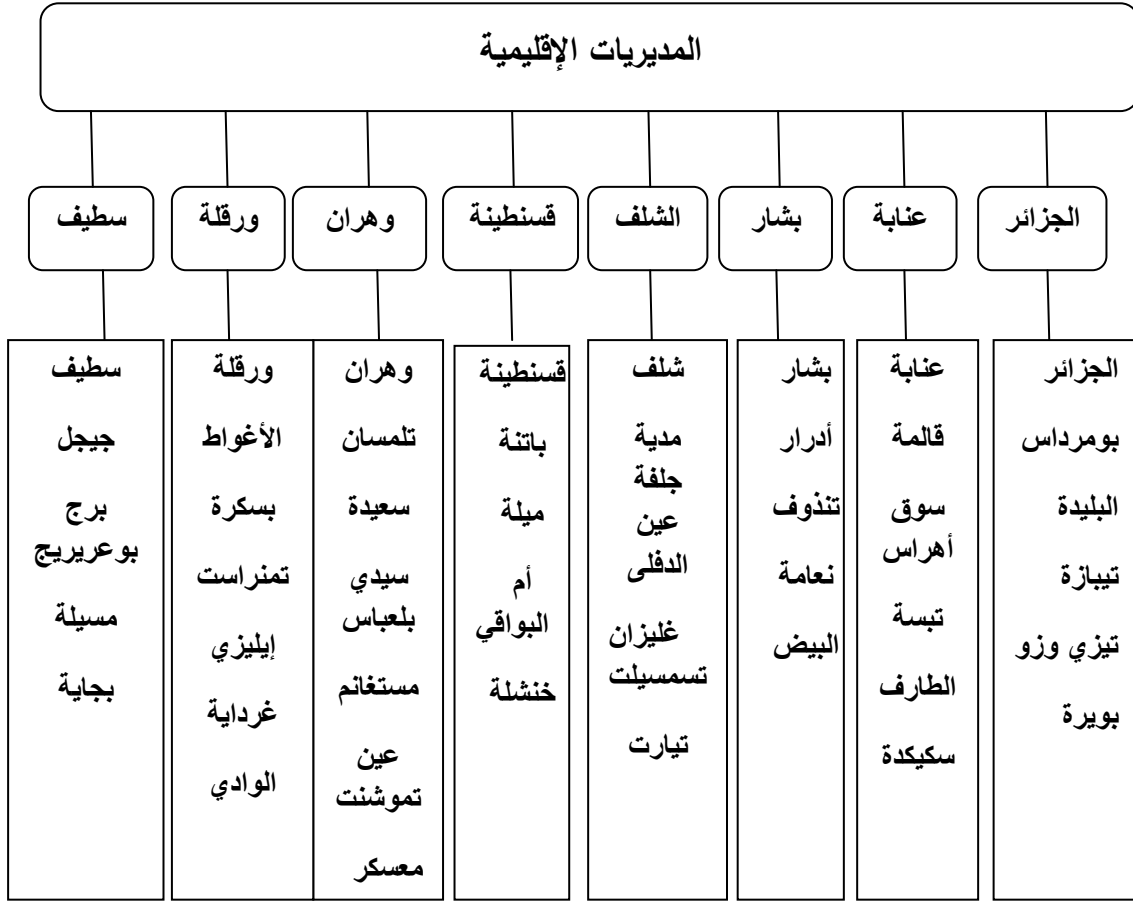 المديريات الإقليمية
الجزائر
عنابة
بشار
الشلف
قسنطينة
وهران
ورقلة
سطيف
الجزائر
بومرداس
البليدة
تيبازة
تيزي وزو
بويرة
عنابة
قالمة
سوق
أهراس
تبسة
الطارف
سكيكدة
بشار
أدرار
تنذوف
نعامة
البيض
شلف
مدية
جلفة
عين
الدفلى
غليزان
تسمسيلت
تيارت
قسنطينة
باتنة
ميلة
أم
البواقي
خنشلة
وهران
تلمسان
سعيدة
سيدي
بلعباس
مستغانم
عين
تموشنت
معسكر
ورقلة
الأغواط
بسكرة
تمنراست
إيليزي
غرداية
الوادي
سطيف
جيجل
برج
بوعريريج
مسيلة
بجاية